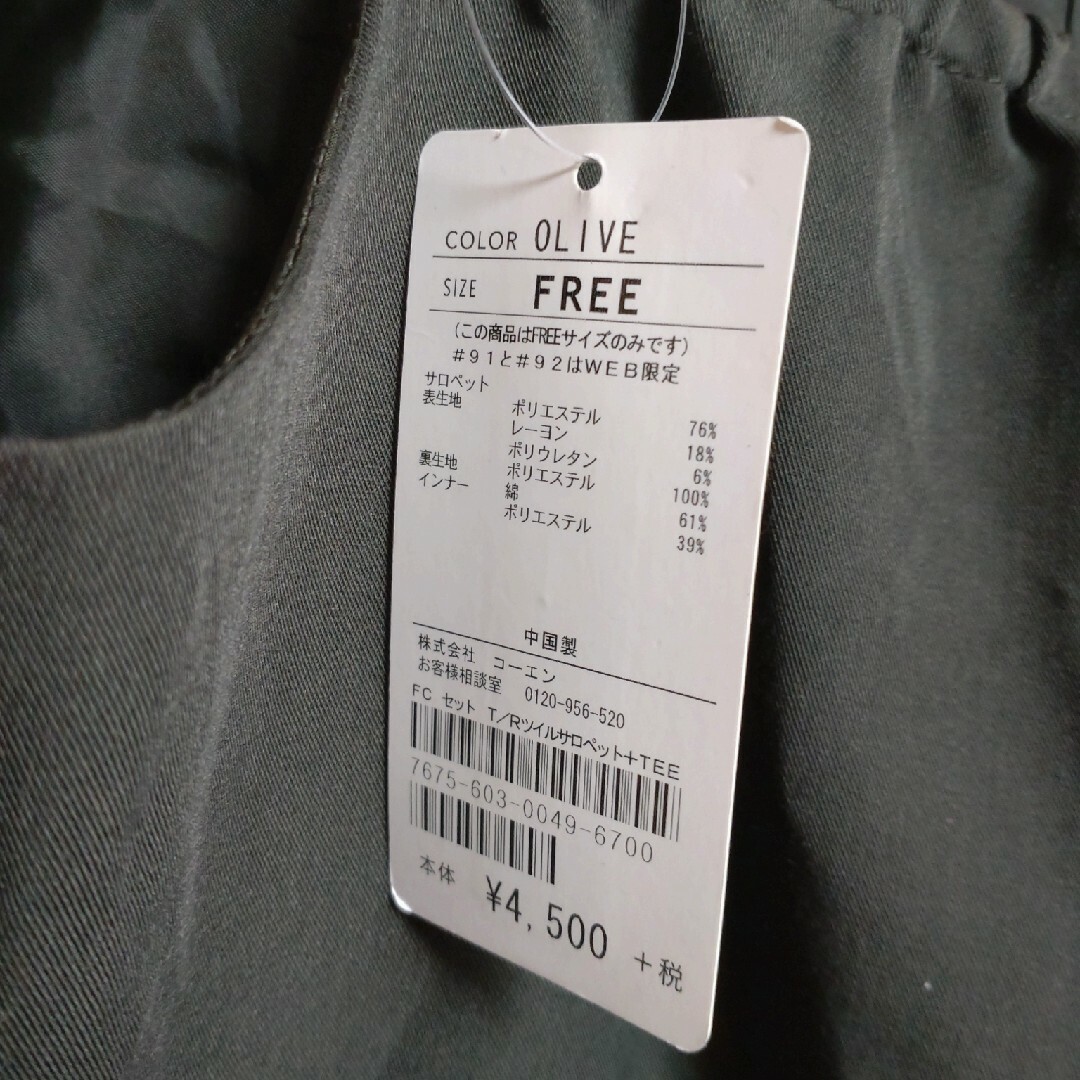 COLOR OLIVE
SIZE FREE
(この商品はFREEサイズのみです)
#91と#92はWEB限定
サロペット
表生地 ポリエステル 76%
レーヨン 18%
ポリウレタン 6%
裏生地 ポリエステル 100%
インナー 綿 61%
ポリエステル 39%
中国製
株式会社 コーエン
お客様相談室 0120-956-520
FC セット T/Rツイルサロペット+TEE
7675-603-0049-6700
本体 ¥4,500 +税